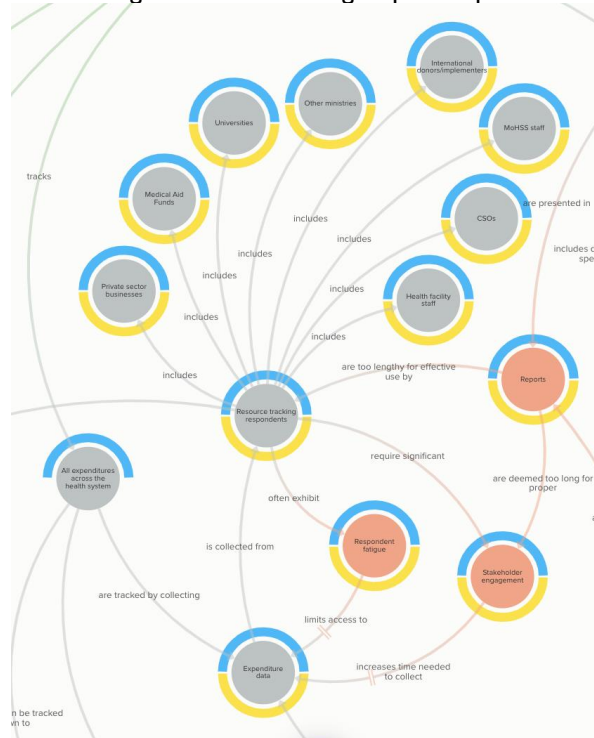 International
donors/implementers
Other ministries
Universities
MoHSS staff
tracks
Medical Aid
Funds
are presented in
CSOs
includes
includes
includes
includes
includes
spe
Private sector
businesses
Health facility
staff
includes
includes
includes
are too lengthy for effective
use by
Reports
Resource tracking
respondents
require significant
All expenditures
across the
health system
are deemed too long for
proper
often exhibit
Respondent
fatigue
is collected from
Stakeholder
engagement
are tracked by collecting
limits access to
Expenditure
data
increases time needed
to collect
n be tracked
wn to